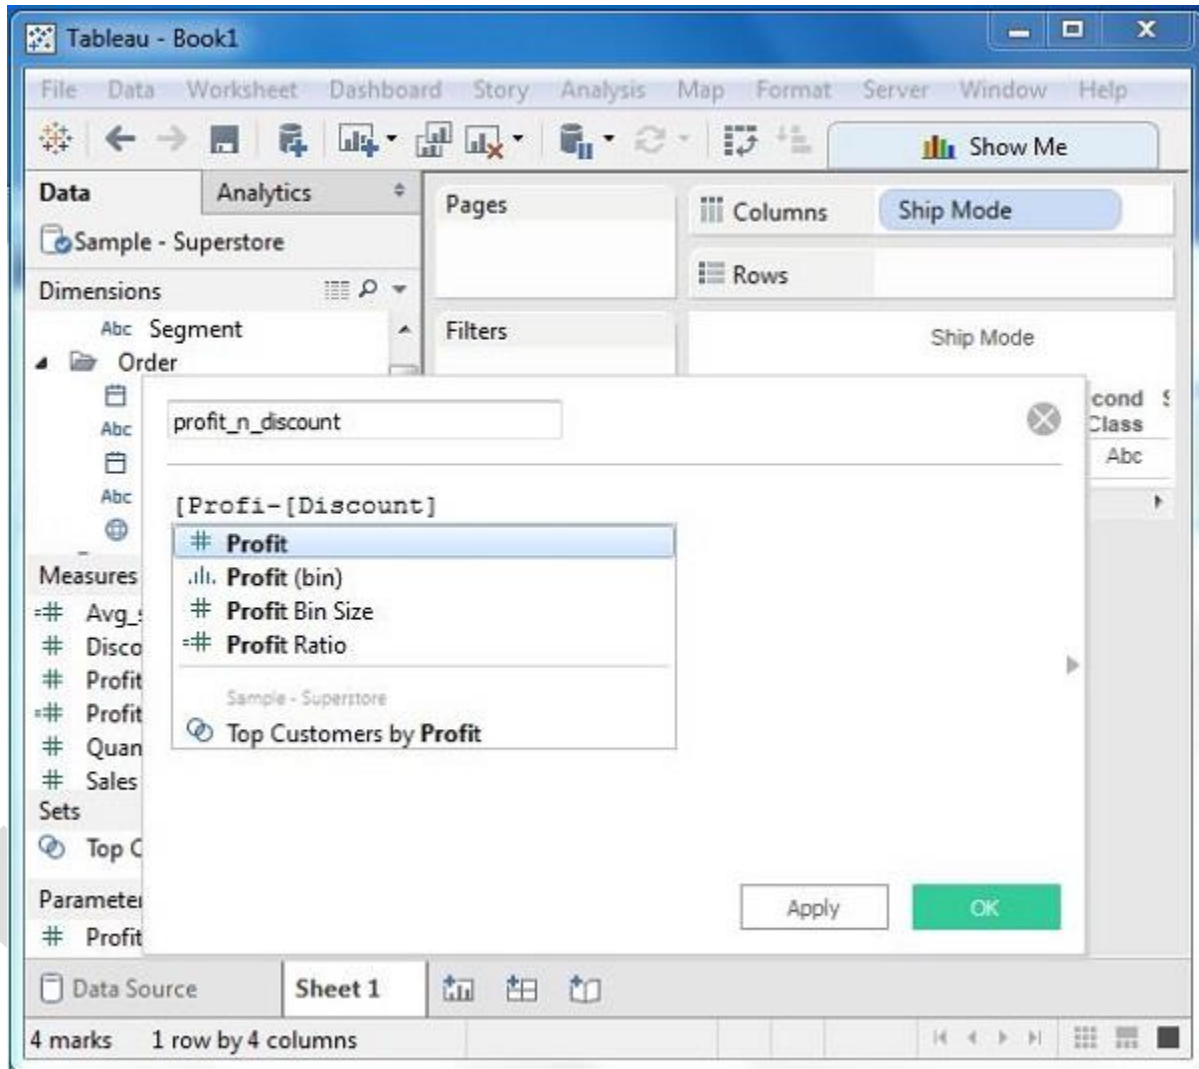 Tableau - Book1
File Data Worksheet Dashboard Story Analysis Map Format Server Window Help
Show Me
Data Analytics
Sample - Superstore
Dimensions
Abc Segment
Order
Abc
Abc
Pages
Filters
Columns Ship Mode
Rows
Ship Mode
cond S
Class
Abc
profit_n_discount
[Profi-[Discount]
# Profit
Profit (bin)
# Profit Bin Size
=# Profit Ratio
Sample - Superstore
Top Customers by Profit
Measures
=# Avg_s
# Disco
# Profit
=# Profit
# Quan
# Sales
Sets
Top C
Parameter
# Profit
Apply OK
Data Source Sheet 1
4 marks 1 row by 4 columns